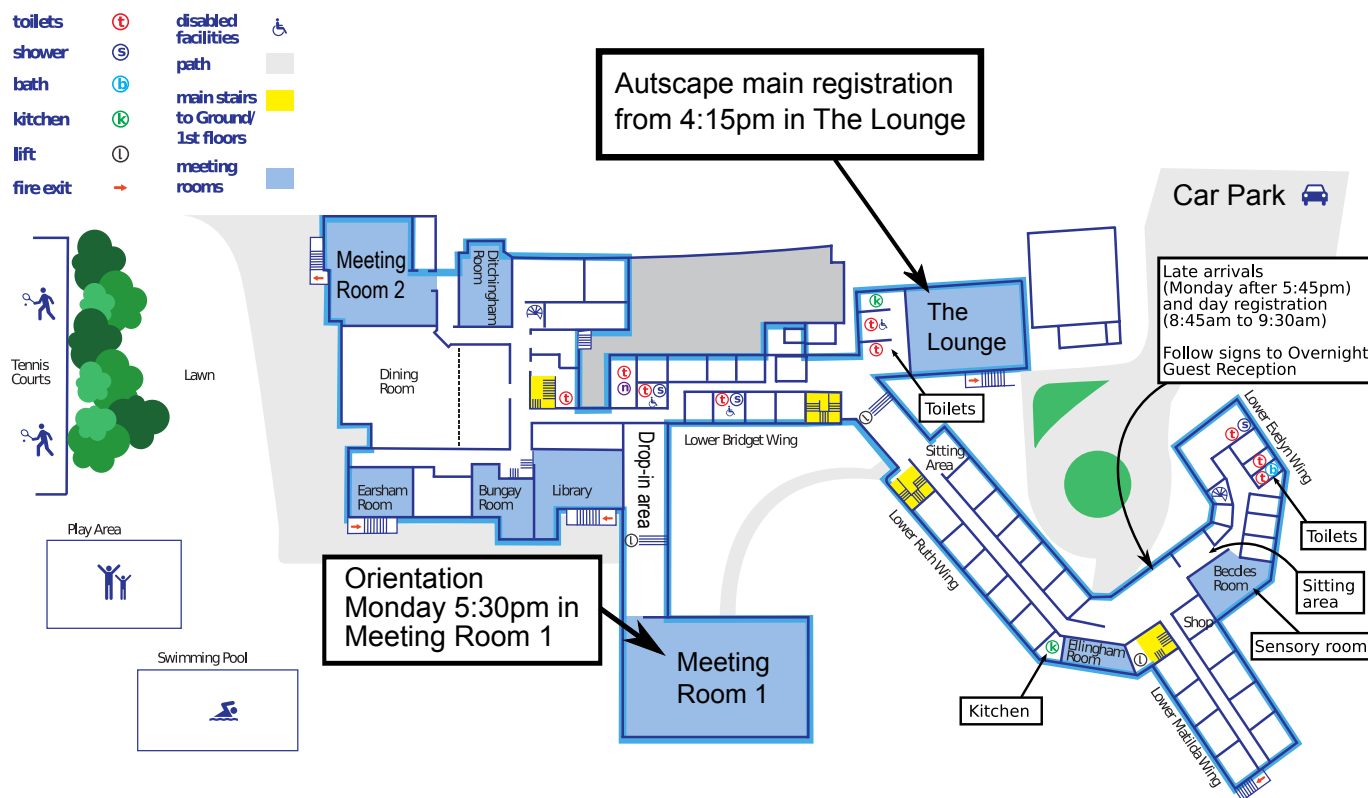 toilets t
shower s
bath b
kitchen k
lift l
fire exit
disabled
facilities
path
main stairs
to Ground/
1st floors
meeting
rooms
Autscape main registration
from 4:15pm in The Lounge
Car Park
Late arrivals
(Monday after 5:45pm)
and day registration
(8:45am to 9:30am)
Follow signs to Overnight
Guest Reception
Meeting
Room 2
Ditchingham
Room
k
t
t
The
Lounge
Toilets
Tennis
Courts
Lawn
Dining
Room
t
t
n
t s
t s
Lower Bridget Wing
l
Sitting
Area
Lower Evelyn Wing
t s
t
b
t
Toilets
Earsham
Room
Bungay
Room
Library
Drop-in area
l
Lower Ruth Wing
Play Area
Orientation
Monday 5:30pm in
Meeting Room 1
Beccles
Room
Sitting
area
Shop
Sensory room
k
Ellingham
Room
l
Kitchen
Meeting
Room 1
Swimming Pool
Lower Matilda Wing